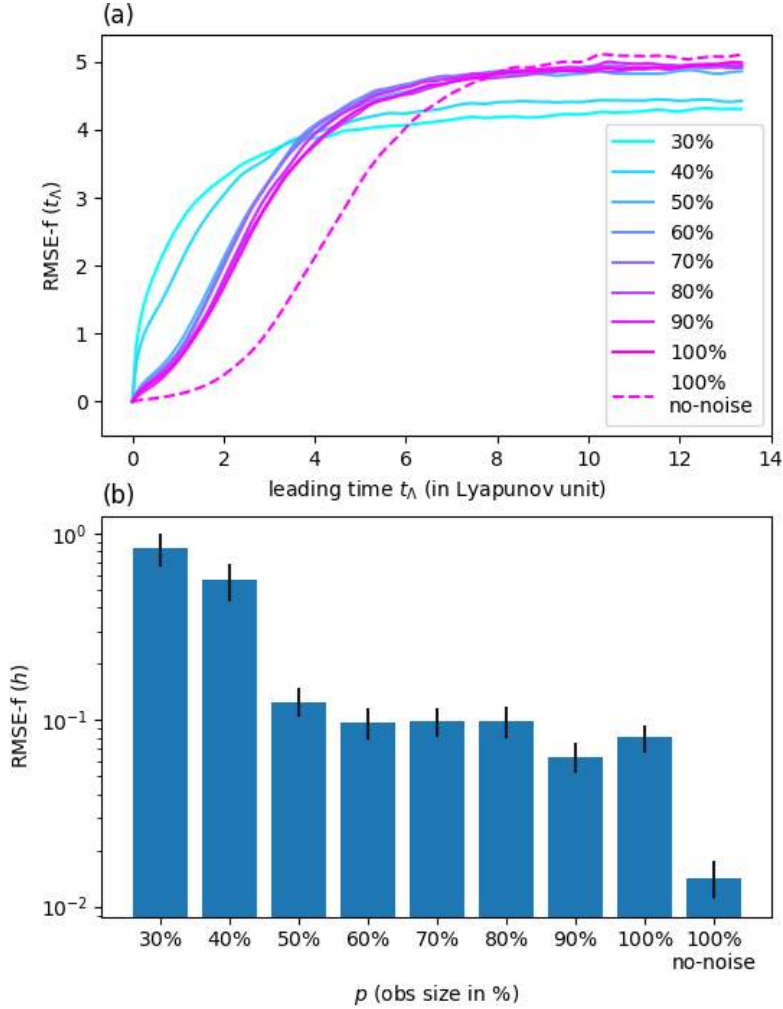 (a)
5
4
3
2
1
0
RMSE-f (t_Λ)
30%
40%
50%
60%
70%
80%
90%
100%
100%
no-noise
0 2 4 6 8 10 12 14
leading time t_Λ (in Lyapunov unit)
(b)
10⁰
10⁻¹
10⁻²
RMSE-f (h)
30% 40% 50% 60% 70% 80% 90% 100% 100%
no-noise
p (obs size in %)